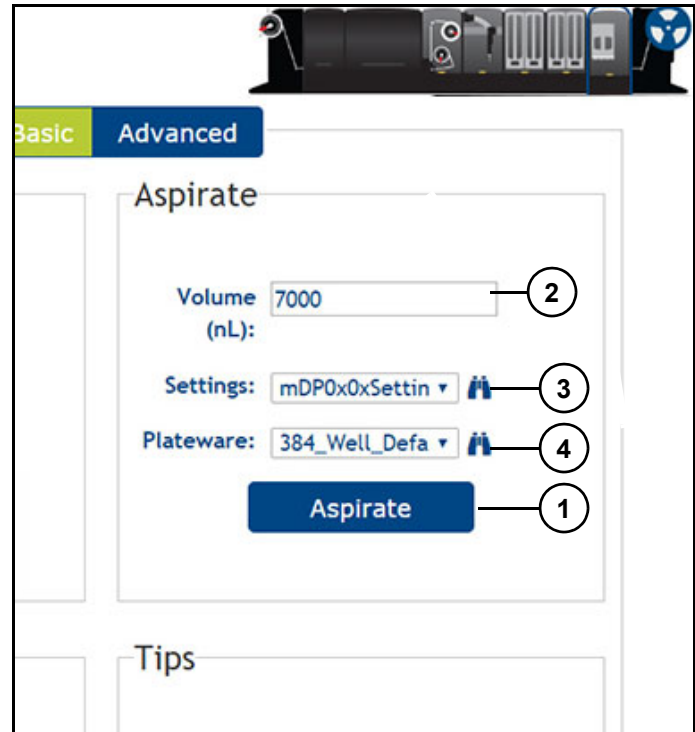 Basic Advanced
Aspirate
Volume (nL): 7000 2
Settings: mDP0x0xSettin 3
Plateware: 384_Well_Defa 4
Aspirate 1
Tips